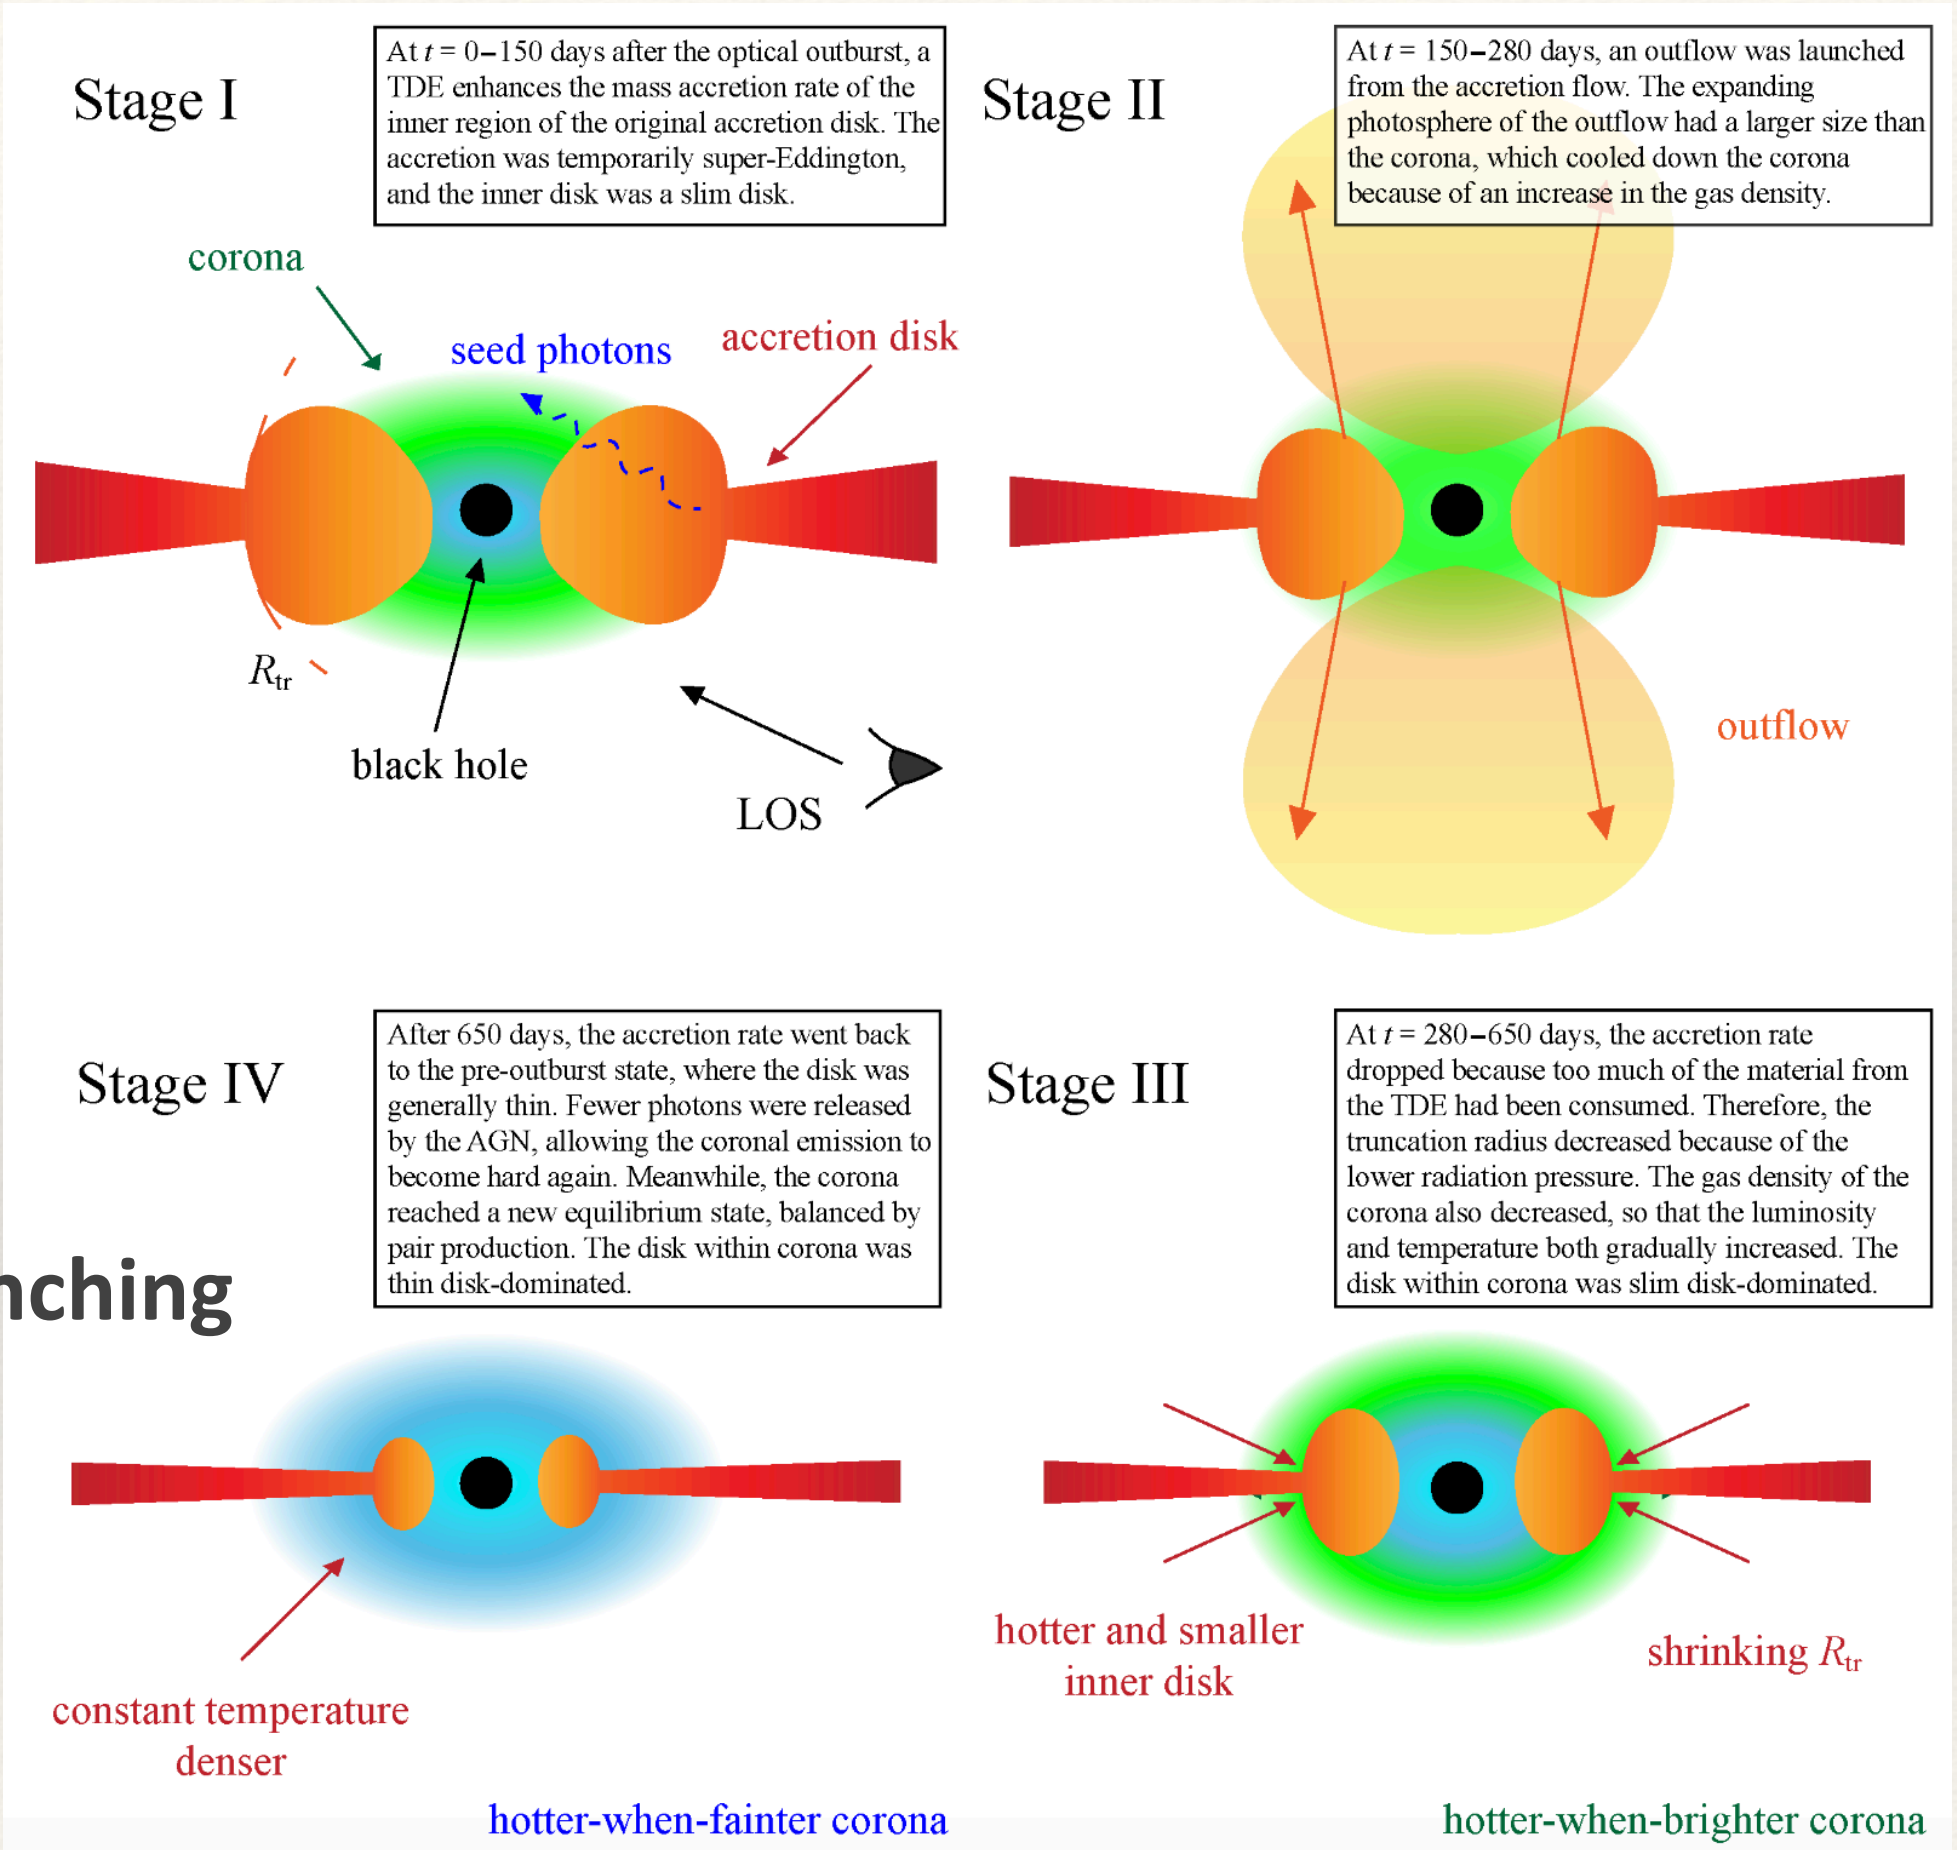 Stage I
At t = 0–150 days after the optical outburst, a
TDE enhances the mass accretion rate of the
inner region of the original accretion disk. The
accretion was temporarily super-Eddington,
and the inner disk was a slim disk.
corona
seed photons
accretion disk
Rtr
black hole
LOS
Stage II
At t = 150–280 days, an outflow was launched
from the accretion flow. The expanding
photosphere of the outflow had a larger size than
the corona, which cooled down the corona
because of an increase in the gas density.
outflow
Stage IV
After 650 days, the accretion rate went back
to the pre-outburst state, where the disk was
generally thin. Fewer photons were released
by the AGN, allowing the coronal emission to
become hard again. Meanwhile, the corona
reached a new equilibrium state, balanced by
pair production. The disk within corona was
thin disk-dominated.
nching
constant temperature
denser
hotter-when-fainter corona
Stage III
At t = 280–650 days, the accretion rate
dropped because too much of the material from
the TDE had been consumed. Therefore, the
truncation radius decreased because of the
lower radiation pressure. The gas density of the
corona also decreased, so that the luminosity
and temperature both gradually increased. The
disk within corona was slim disk-dominated.
hotter and smaller
inner disk
shrinking Rtr
hotter-when-brighter corona